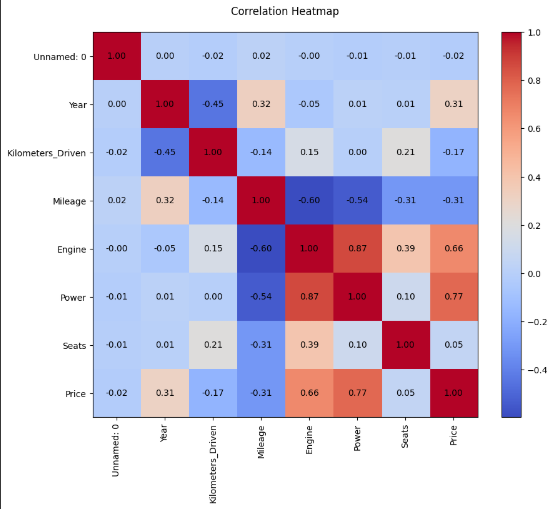 Correlation Heatmap
Unnamed: 0 1.00 0.00 -0.02 0.02 -0.00 -0.01 -0.01 -0.02
Year 0.00 1.00 -0.45 0.32 -0.05 0.01 0.01 0.31
Kilometers_Driven -0.02 -0.45 1.00 -0.14 0.15 0.00 0.21 -0.17
Mileage 0.02 0.32 -0.14 1.00 -0.60 -0.54 -0.31 -0.31
Engine -0.00 -0.05 0.15 -0.60 1.00 0.87 0.39 0.66
Power -0.01 0.01 0.00 -0.54 0.87 1.00 0.10 0.77
Seats -0.01 0.01 0.21 -0.31 0.39 0.10 1.00 0.05
Price -0.02 0.31 -0.17 -0.31 0.66 0.77 0.05 1.00
Unnamed: 0
Year
Kilometers_Driven
Mileage
Engine
Power
Seats
Price
1.0
0.8
0.6
0.4
0.2
0.0
−0.2
−0.4